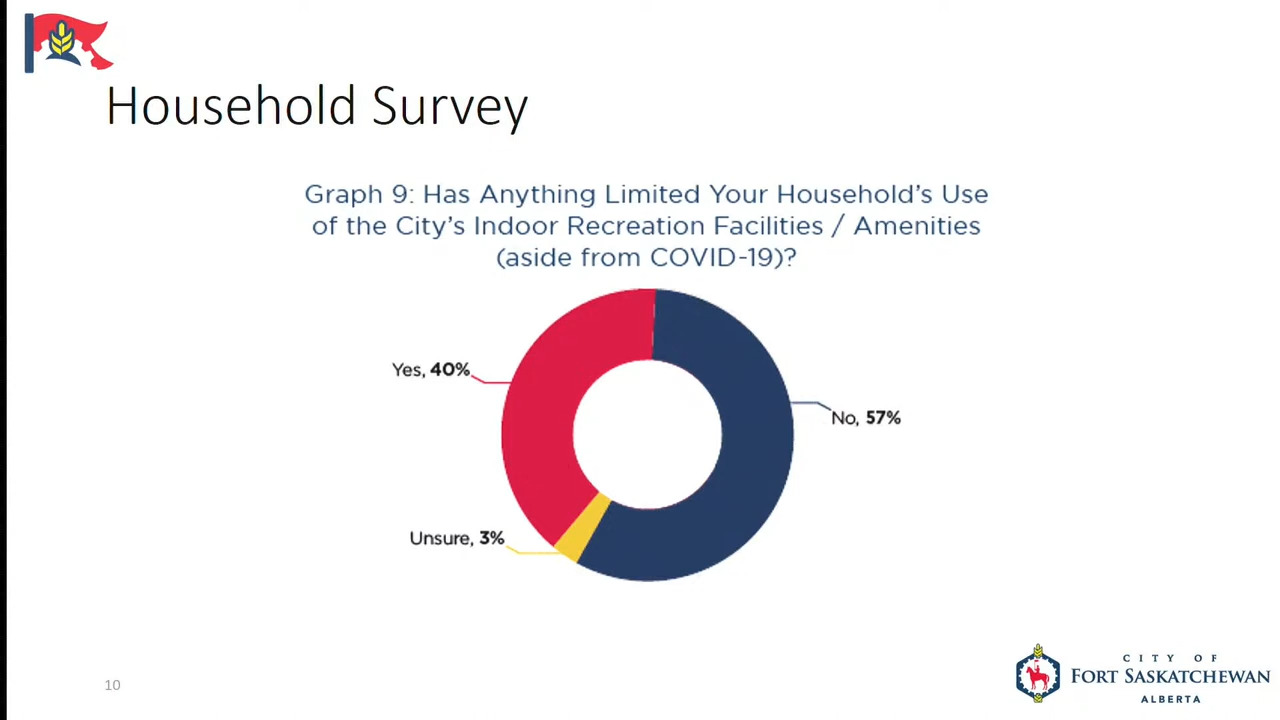 Household Survey
Graph 9: Has Anything Limited Your Household's Use
of the City's Indoor Recreation Facilities / Amenities
(aside from COVID-19)?
Yes, 40%
No, 57%
Unsure, 3%
10
CITY OF
FORT SASKATCHEWAN
ALBERTA